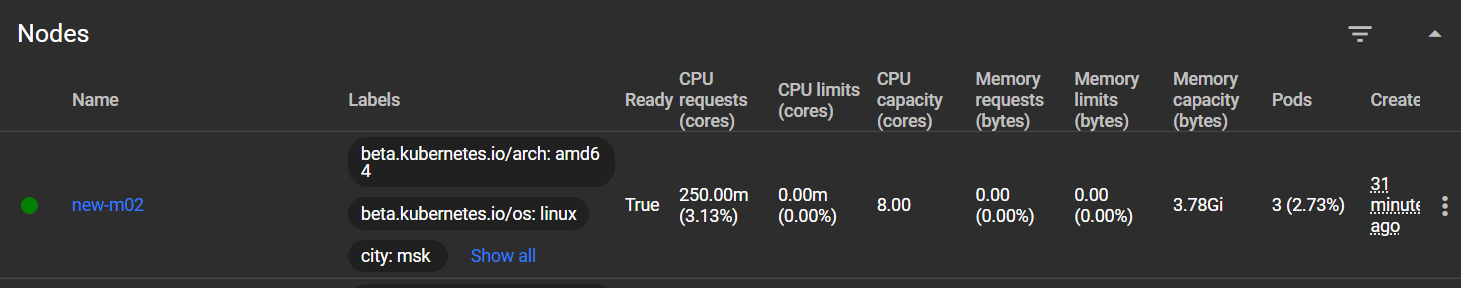 Nodes
Name
Labels
Ready
CPU
requests
(cores)
CPU limits
(cores)
CPU
capacity
(cores)
Memory
requests
(bytes)
Memory
limits
(bytes)
Memory
capacity
(bytes)
Pods
Create
new-m02
beta.kubernetes.io/arch: amd6
4
beta.kubernetes.io/os: linux
city: msk
Show all
True
250.00m
(3.13%)
0.00m
(0.00%)
8.00
0.00
(0.00%)
0.00
(0.00%)
3.78Gi
3 (2.73%)
31
minute
ago